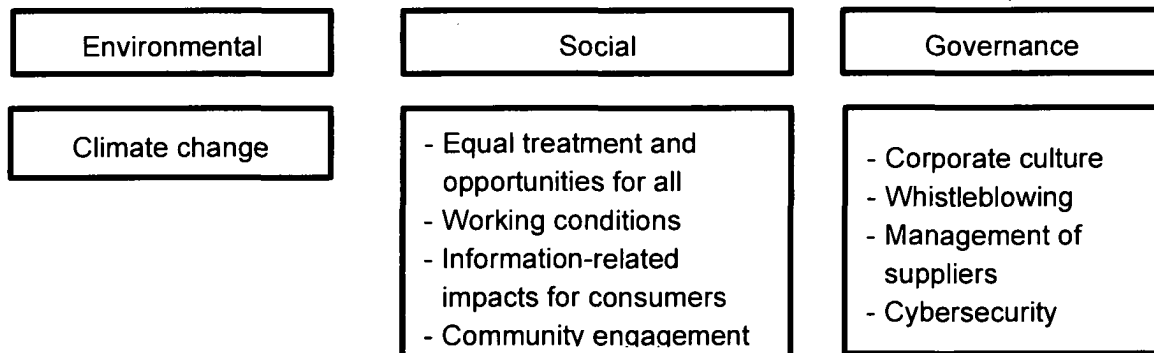 Environmental
Climate change
Social
- Equal treatment and
opportunities for all
- Working conditions
- Information-related
impacts for consumers
- Community engagement
Governance
- Corporate culture
- Whistleblowing
- Management of
suppliers
- Cybersecurity